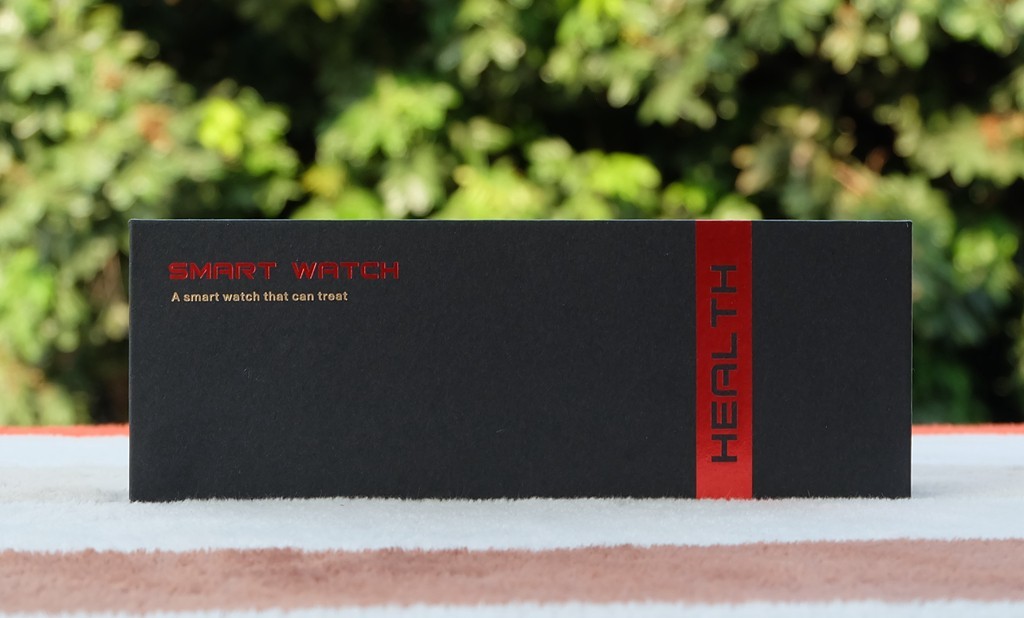 SMART WATCH
A smart watch that can treat
HEALTH